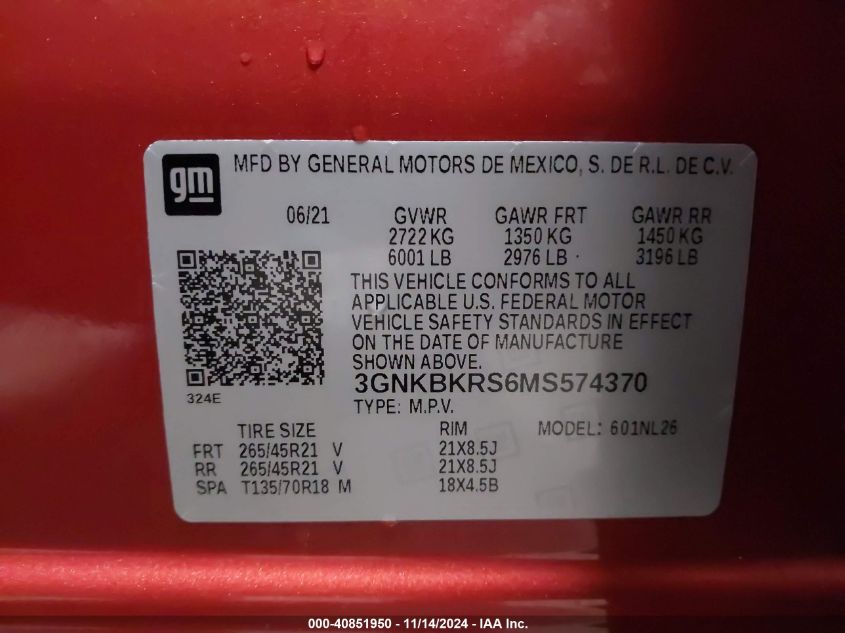 gm MFD BY GENERAL MOTORS DE MEXICO, S. DE R.L. DE C.V.
06/21 GVWR GAWR FRT GAWR RR
2722 KG 1350 KG 1450 KG
6001 LB 2976 LB 3196 LB
THIS VEHICLE CONFORMS TO ALL
APPLICABLE U.S. FEDERAL MOTOR
VEHICLE SAFETY STANDARDS IN EFFECT
ON THE DATE OF MANUFACTURE
SHOWN ABOVE.
3GNKBKRS6MS574370
324E
TYPE: M.P.V.
TIRE SIZE RIM MODEL: 601NL26
FRT 265/45R21 V 21X8.5J
RR 265/45R21 V 21X8.5J
SPA T135/70R18 M 18X4.5B
000-40851950 - 11/14/2024 - IAA Inc.